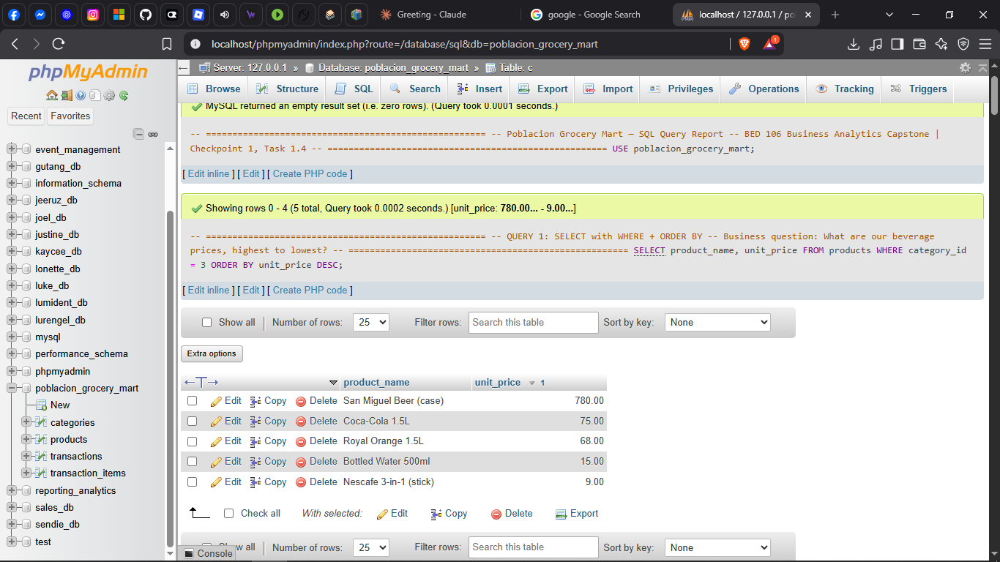 Greeting - Claude
google - Google Search
localhost / 127.0.0.1 / po
localhost/phpmyadmin/index.php?route=/database/sql&db=poblacion_grocery_mart
1
phpMyAdmin
Recent
Favorites
event_management
gutang_db
information_schema
jeeruz_db
joel_db
justine_db
kaycee_db
lonette_db
luke_db
lumident_db
lurengel_db
mysql
performance_schema
phpmyadmin
poblacion_grocery_mart
New
categories
products
transactions
transaction_items
reporting_analytics
sales_db
sendie_db
test
Server: 127.0.0.1 » Database: poblacion_grocery_mart » Table: c
Browse Structure SQL Search Insert Export Import Privileges Operations Tracking Triggers
MySQL returned an empty result set (i.e. zero rows). (Query took 0.0001 seconds.)
-- ===================================================== -- Poblacion Grocery Mart — SQL Query Report -- BED 106 Business Analytics Capstone |
Checkpoint 1, Task 1.4 -- ===================================================== USE poblacion_grocery_mart;
[ Edit inline ] [ Edit ] [ Create PHP code ]
Showing rows 0 - 4 (5 total, Query took 0.0002 seconds.) [unit_price: 780.00... - 9.00...]
-- ===================================================== -- QUERY 1: SELECT with WHERE + ORDER BY -- Business question: What are our beverage
prices, highest to lowest? -- ===================================================== SELECT product_name, unit_price FROM products WHERE category_id
= 3 ORDER BY unit_price DESC;
[ Edit inline ] [ Edit ] [ Create PHP code ]
Show all | Number of rows: 25 Filter rows: Search this table Sort by key: None
Extra options
product_name unit_price 1
Edit Copy Delete San Miguel Beer (case) 780.00
Edit Copy Delete Coca-Cola 1.5L 75.00
Edit Copy Delete Royal Orange 1.5L 68.00
Edit Copy Delete Bottled Water 500ml 15.00
Edit Copy Delete Nescafe 3-in-1 (stick) 9.00
Check all With selected: Edit Copy Delete Export
all | Number of rows: 25 Filter rows: Search this table Sort by key: None
Console